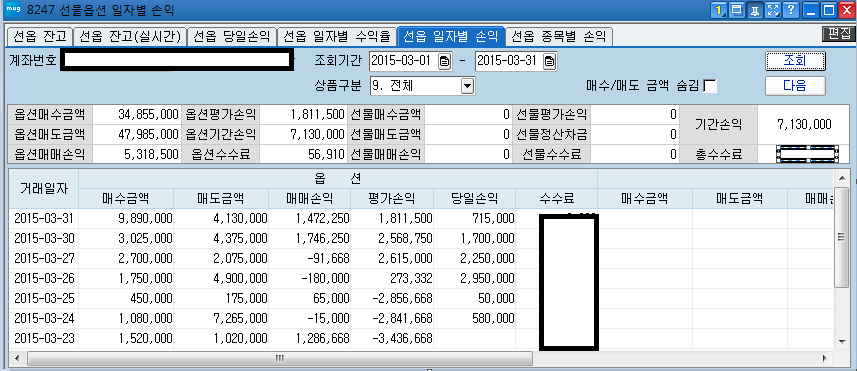 mug 8247 선물옵션 일자별 손익
선옵 잔고 선옵 잔고(실시간) 선옵 당일손익 선옵 일자별 수익율 선옵 일자별 손익 선옵 종목별 손익 편집
계좌번호 조회기간 2015-03-01 - 2015-03-31 조회
상품구분 9. 전체 매수/매도 금액 숨김 다음
옵션매수금액 34,855,000 옵션평가손익 1,811,500 선물매수금액 0 선물평가손익 0 기간손익 7,130,000
옵션매도금액 47,985,000 옵션기간손익 7,130,000 선물매도금액 0 선물정산차금 0
옵션매매손익 5,318,500 옵션수수료 56,910 선물매매손익 0 선물수수료 0 총수수료
거래일자 옵 션
매수금액 매도금액 매매손익 평가손익 당일손익 수수료 매수금액 매도금액 매매
2015-03-31 9,890,000 4,130,000 1,472,250 1,811,500 715,000
2015-03-30 3,025,000 4,375,000 1,746,250 2,568,750 1,700,000
2015-03-27 2,700,000 2,075,000 -91,668 2,615,000 2,250,000
2015-03-26 1,750,000 4,900,000 -180,000 273,332 2,950,000
2015-03-25 450,000 175,000 65,000 -2,856,668 50,000
2015-03-24 1,080,000 7,265,000 -15,000 -2,841,668 580,000
2015-03-23 1,520,000 1,020,000 1,286,668 -3,436,668